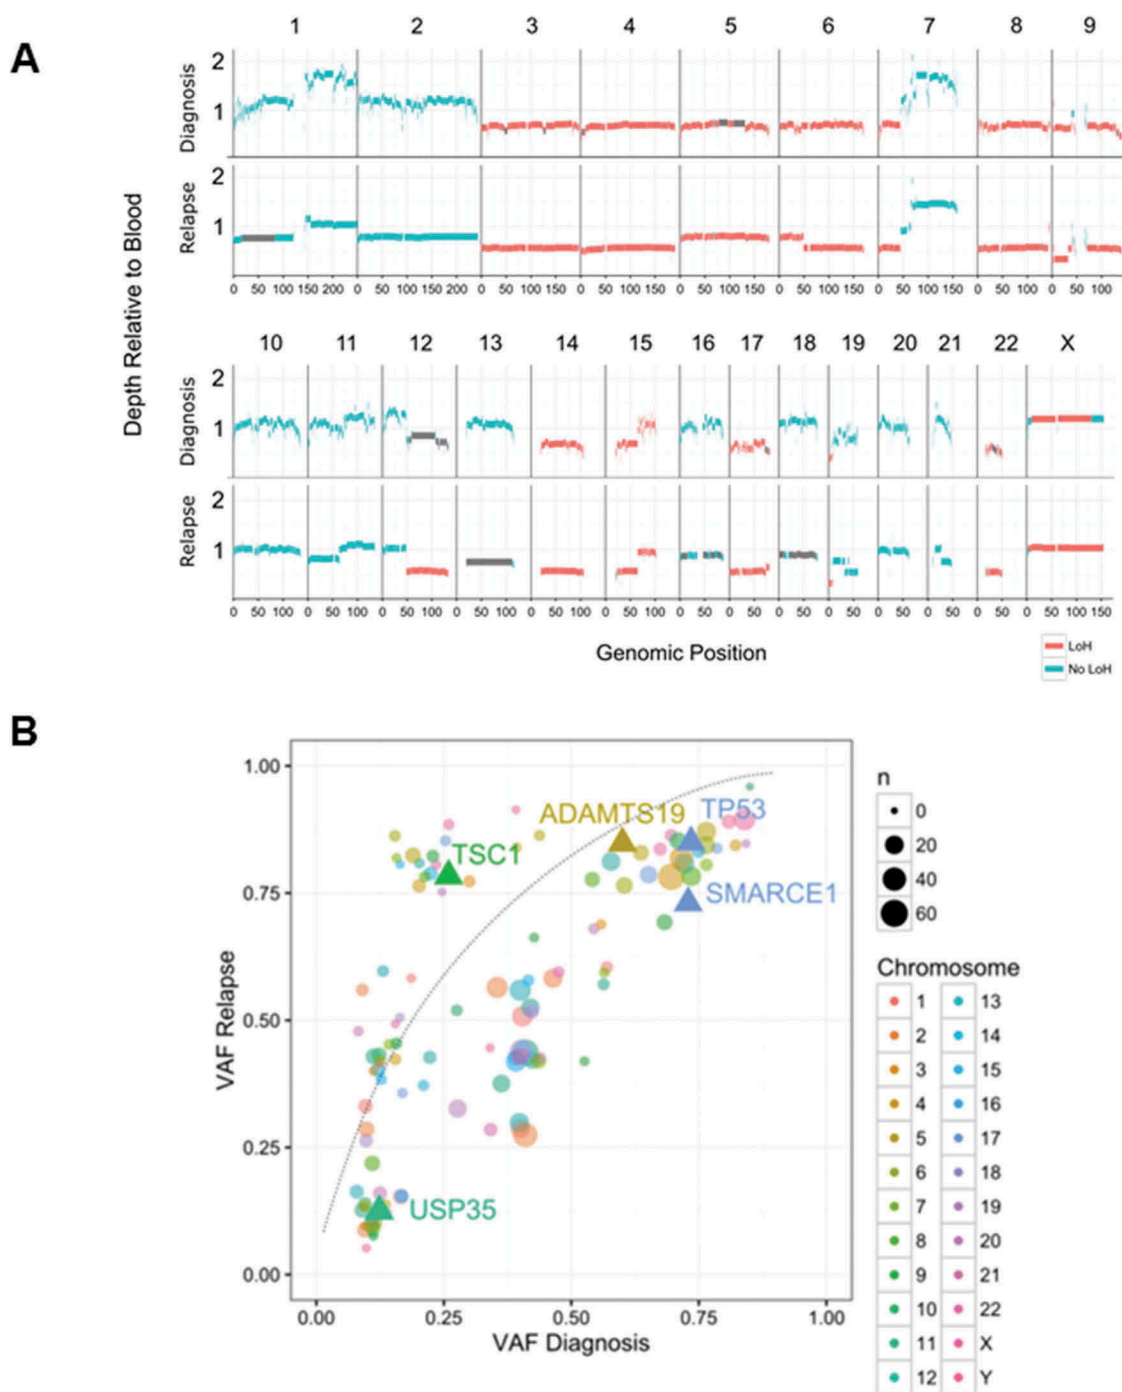 A
1 2 3 4 5 6 7 8 9
Diagnosis
2
1
Relapse
2
1
0 50 100 150 200 0 50 100 150 200 0 50 100 150 0 50 100 150 0 50 100 150 0 50 100 150 0 50 100 150 0 50 100 0 50 100
Depth Relative to Blood
10 11 12 13 14 15 16 17 18 19 20 21 22 X
Diagnosis
2
1
Relapse
2
1
0 50 100 0 50 100 0 50 100 0 50 100 0 50 100 0 50 100 0 50 0 50 0 50 0 50 0 50 0 50 0 50 0 50 100 150
Genomic Position
LoH
No LoH
B
VAF Relapse
1.00
0.75
0.50
0.25
0.00
ADAMTS19
TP53
TSC1
SMARCE1
USP35
0.00 0.25 0.50 0.75 1.00
VAF Diagnosis
n
0
20
40
60
Chromosome
1 13
2 14
3 15
4 16
5 17
6 18
7 19
8 20
9 21
10 22
11 X
12 Y